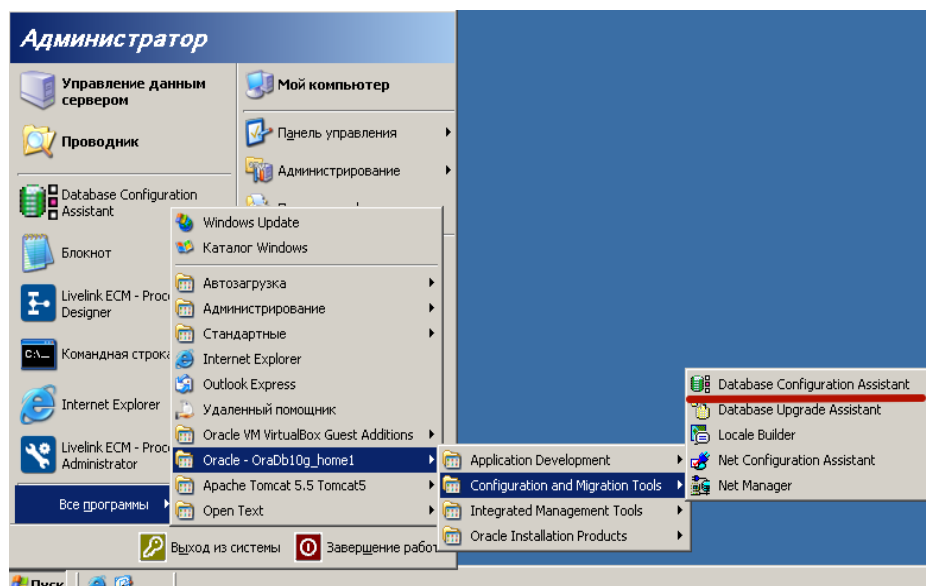 Администратор
Управление данным
сервером
Проводник
Database Configuration
Assistant
Блокнот
Livelink ECM - Proc
Designer
C:\_
Командная строка
Internet Explorer
Livelink ECM - Proc
Administrator
Все программы
Мой компьютер
Панель управления
Администрирование
Windows Update
Каталог Windows
Автозагрузка
Администрирование
Стандартные
Internet Explorer
Outlook Express
Удаленный помощник
Oracle VM VirtualBox Guest Additions
Oracle - OraDb10g_home1
Apache Tomcat 5.5 Tomcat5
Open Text
Application Development
Configuration and Migration Tools
Integrated Management Tools
Oracle Installation Products
Database Configuration Assistant
Database Upgrade Assistant
Locale Builder
Net Configuration Assistant
Net Manager
Выход из системы
Завершение работ
Пуск